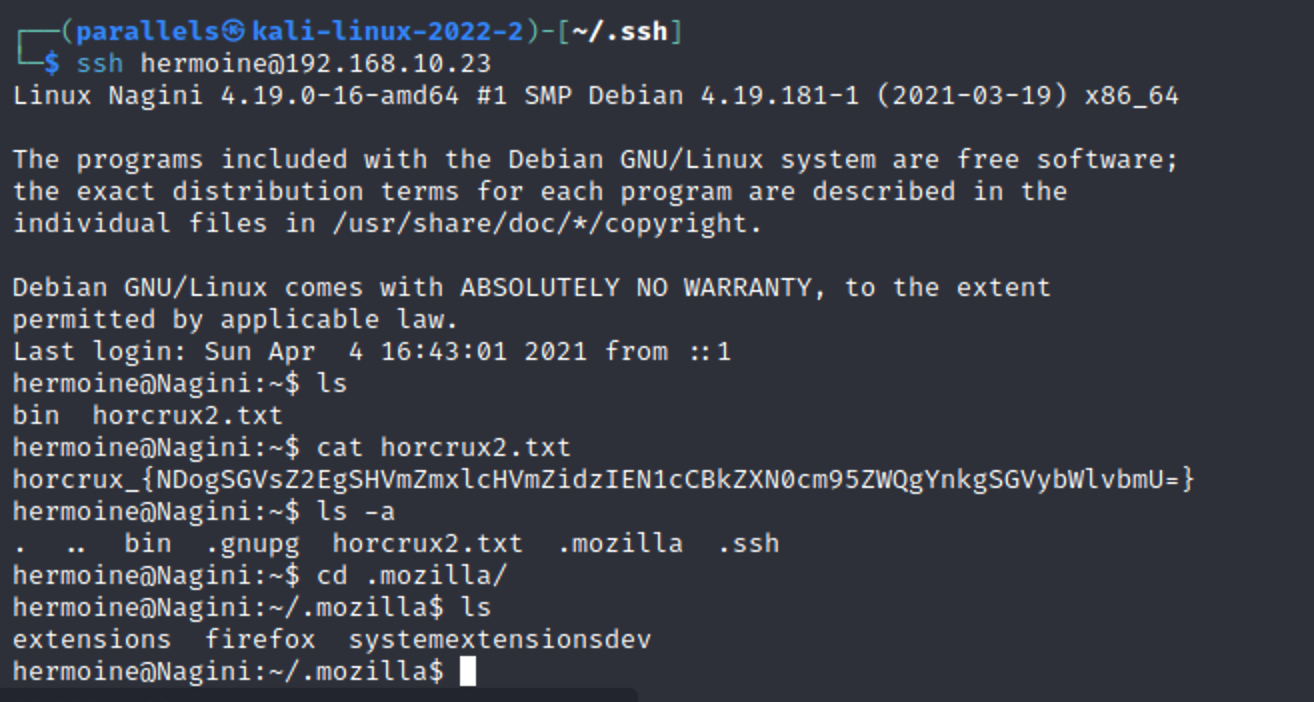 ┌──(parallels㉿kali-linux-2022-2)-[~/.ssh]
└─$ ssh hermoine@192.168.10.23
Linux Nagini 4.19.0-16-amd64 #1 SMP Debian 4.19.181-1 (2021-03-19) x86_64
The programs included with the Debian GNU/Linux system are free software;
the exact distribution terms for each program are described in the
individual files in /usr/share/doc/*/copyright.
Debian GNU/Linux comes with ABSOLUTELY NO WARRANTY, to the extent
permitted by applicable law.
Last login: Sun Apr  4 16:43:01 2021 from ::1
hermoine@Nagini:~$ ls
bin  horcrux2.txt
hermoine@Nagini:~$ cat horcrux2.txt
horcrux_{NDogSGVsZ2EgSHVmZmxlcHVmZidzIEN1cCBkZXN0cm95ZWQgYnkgSGVybWlvbmU=}
hermoine@Nagini:~$ ls -a
.  ..  bin  .gnupg  horcrux2.txt  .mozilla  .ssh
hermoine@Nagini:~$ cd .mozilla/
hermoine@Nagini:~/.mozilla$ ls
extensions  firefox  systemextensionsdev
hermoine@Nagini:~/.mozilla$